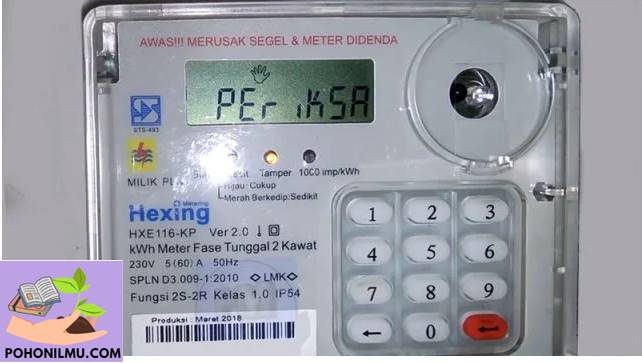 AWAS!!! MERUSAK SEGEL & METER DIDENDA
PEriKSA
STS-493
Tamper 1000 imp/kWh
MILIK
Hijau: Cukup
Merah Berkedip:Sedikit
Metering
Hexing
HXE116-KP Ver 2.0
kWh Meter Fase Tunggal 2 Kawat
230V 5(60)A 50Hz
SPLN D3.009-1:2010 LMK
Fungsi 2S-2R Kelas 1.0 IP54
Produksi : Maret 2018
1 2 3
4 5 6
7 8 9
← 0
POHONILMU.COM